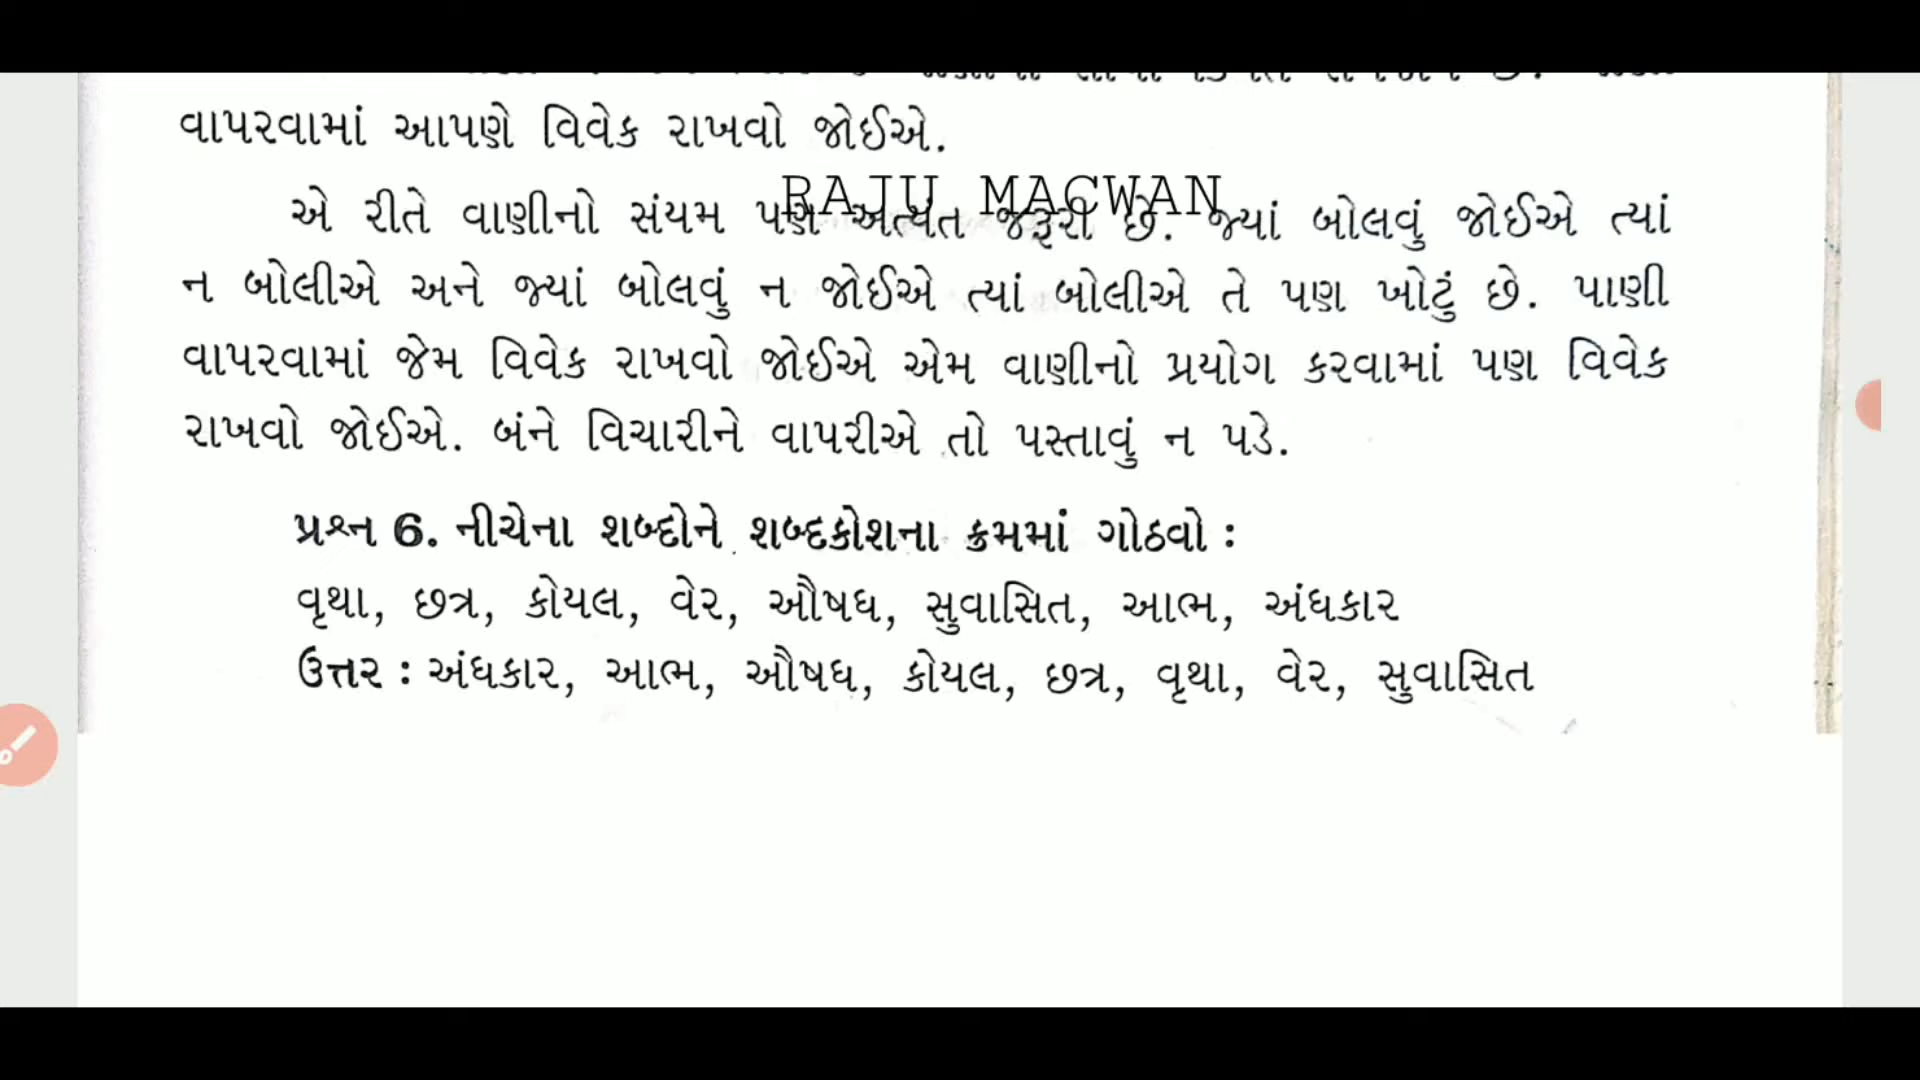 વાપરવામાં આપણે વિવેક રાખવો જોઈએ.
RAJU MACWAN
એ રીતે વાણીનો સંયમ પણ અત્યંત જરૂરી છે. જ્યાં બોલવું જોઈએ ત્યાં
ન બોલીએ અને જ્યાં બોલવું ન જોઈએ ત્યાં બોલીએ તે પણ ખોટું છે. પાણી
વાપરવામાં જેમ વિવેક રાખવો જોઈએ એમ વાણીનો પ્રયોગ કરવામાં પણ વિવેક
રાખવો જોઈએ. બંને વિચારીને વાપરીએ તો પસ્તાવું ન પડે.
પ્રશ્ન 6. નીચેના શબ્દોને શબ્દકોશના ક્રમમાં ગોઠવો :
વૃથા, છત્ર, કોયલ, વેર, ઔષધ, સુવાસિત, આભ, અંધકાર
ઉત્તર : અંધકાર, આભ, ઔષધ, કોયલ, છત્ર, વૃથા, વેર, સુવાસિત